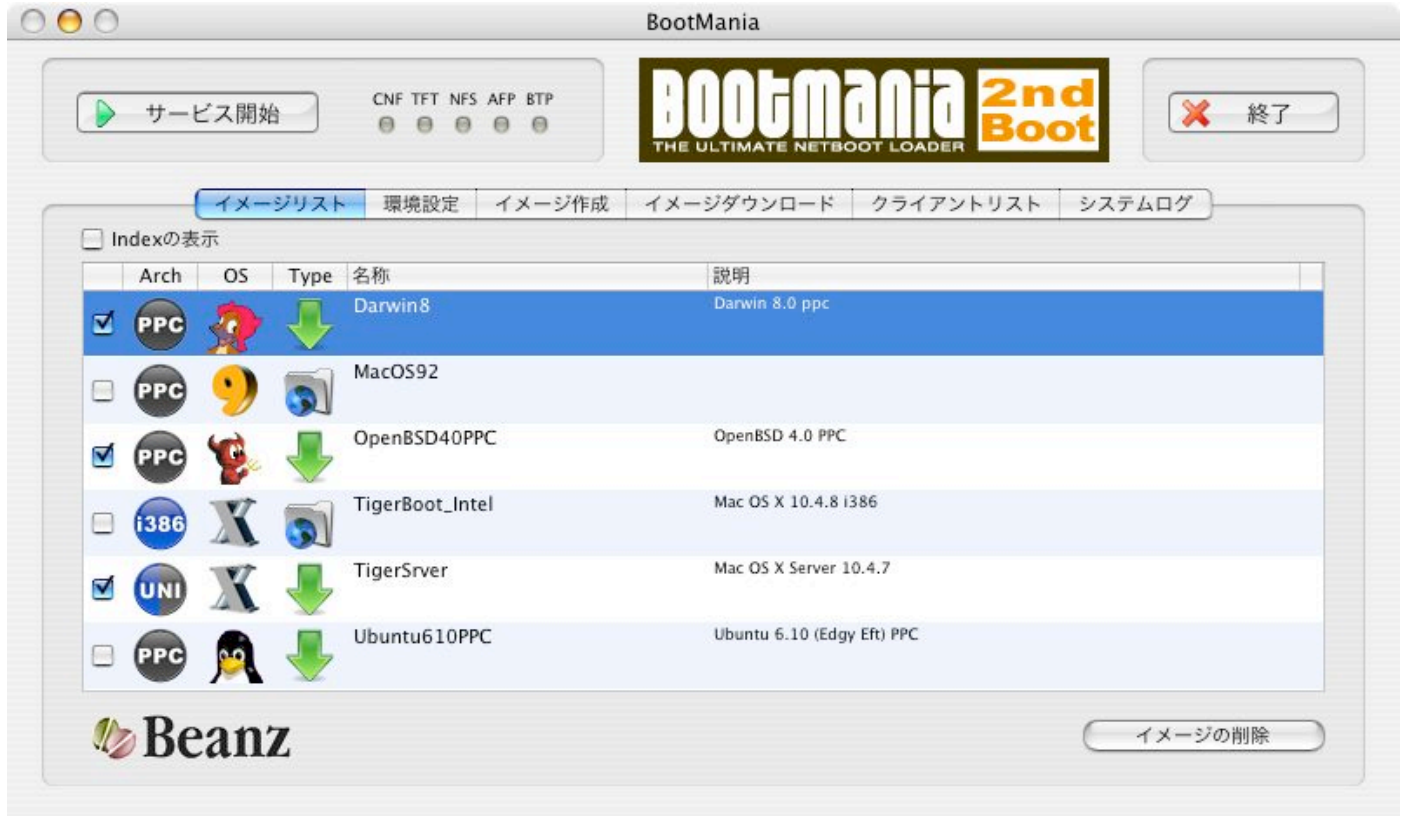 BootMania
サービス開始
CNF TFT NFS AFP BTP
BOOTMANIA 2nd Boot
THE ULTIMATE NETBOOT LOADER
終了
イメージリスト 環境設定 イメージ作成 イメージダウンロード クライアントリスト システムログ
Indexの表示
Arch OS Type 名称 説明
PPC Darwin8 Darwin 8.0 ppc
PPC 9 MacOS92
PPC OpenBSD40PPC OpenBSD 4.0 PPC
i386 X TigerBoot_Intel Mac OS X 10.4.8 i386
UNI X TigerSrver Mac OS X Server 10.4.7
PPC Ubuntu610PPC Ubuntu 6.10 (Edgy Eft) PPC
Beanz
イメージの削除